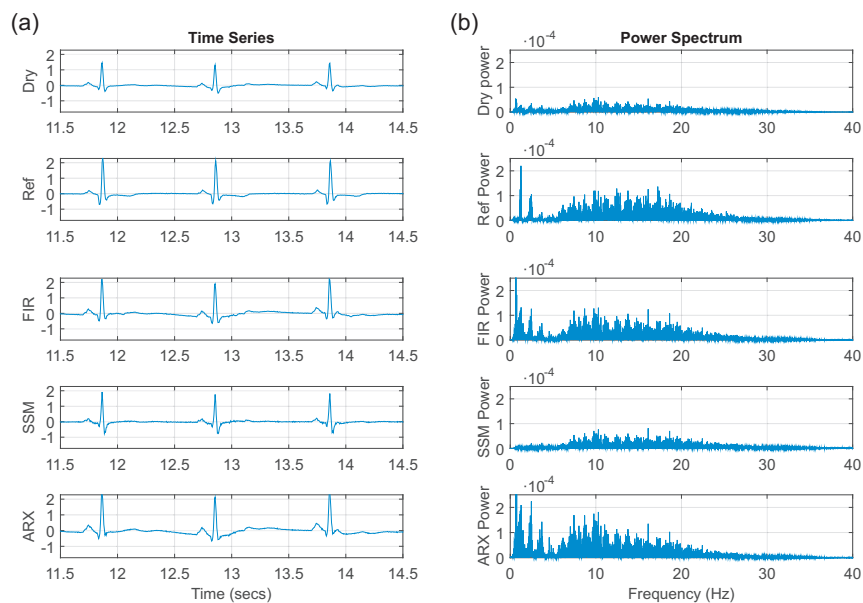 (a)
Time Series
Dry
2
1
-1
11.5 12 12.5 13 13.5 14 14.5
Ref
2
1
-1
11.5 12 12.5 13 13.5 14 14.5
FIR
2
1
-1
11.5 12 12.5 13 13.5 14 14.5
SSM
2
1
-1
11.5 12 12.5 13 13.5 14 14.5
ARX
2
1
-1
11.5 12 12.5 13 13.5 14 14.5
Time (secs)
(b)
Power Spectrum
·10⁻⁴
Dry power
2
1
0
0 10 20 30 40
·10⁻⁴
Ref Power
2
1
0
0 10 20 30 40
·10⁻⁴
FIR Power
2
1
0
0 10 20 30 40
·10⁻⁴
SSM Power
2
1
0
0 10 20 30 40
·10⁻⁴
ARX Power
2
1
0
0 10 20 30 40
Frequency (Hz)